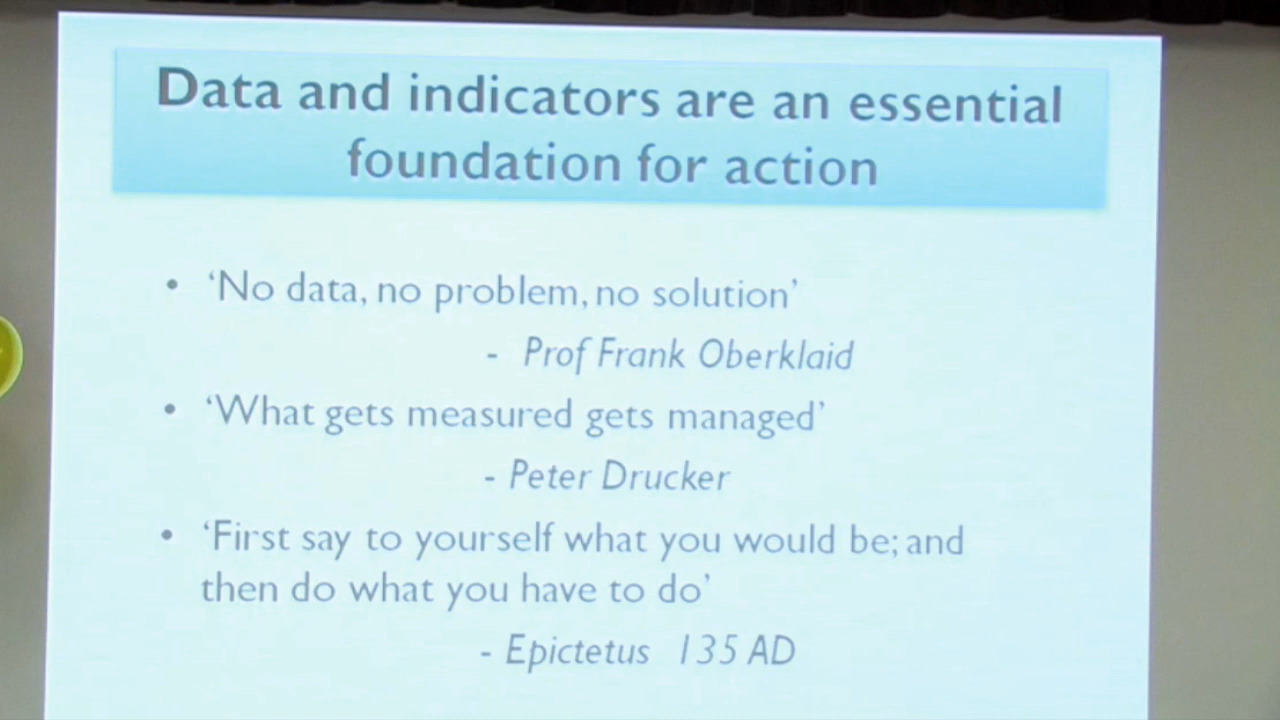 Data and indicators are an essential
foundation for action
• ‘No data, no problem, no solution’
- Prof Frank Oberklaid
• ‘What gets measured gets managed’
- Peter Drucker
• ‘First say to yourself what you would be; and
then do what you have to do’
- Epictetus 135 AD